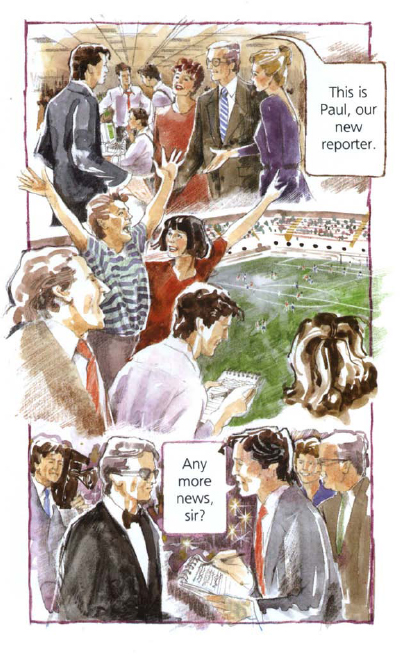 This is
Paul, our
new
reporter.
Any
more
news,
sir?